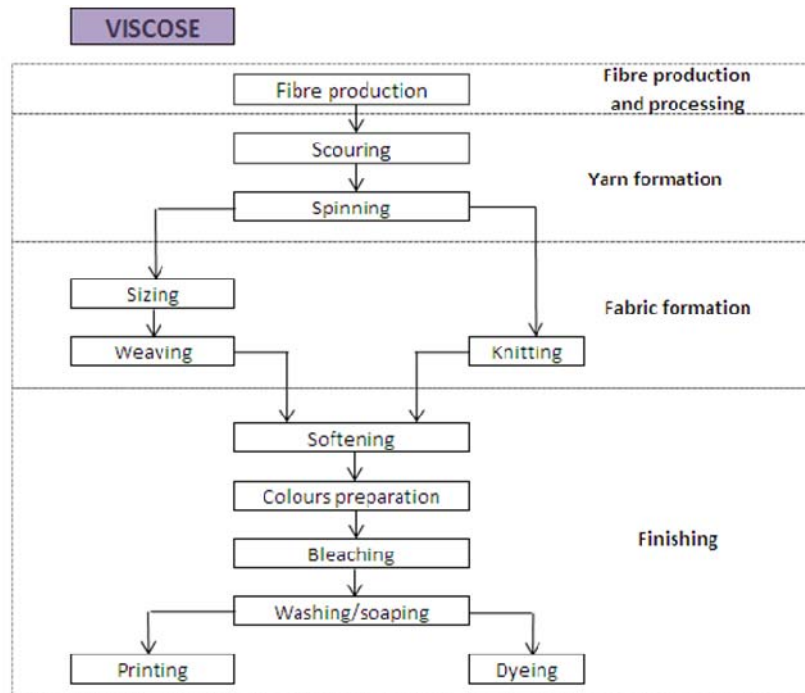 VISCOSE
Fibre production
Fibre production
and processing
Scouring
Yarn formation
Spinning
Sizing
Fabric formation
Weaving
Knitting
Softening
Colours preparation
Finishing
Bleaching
Washing/soaping
Printing
Dyeing